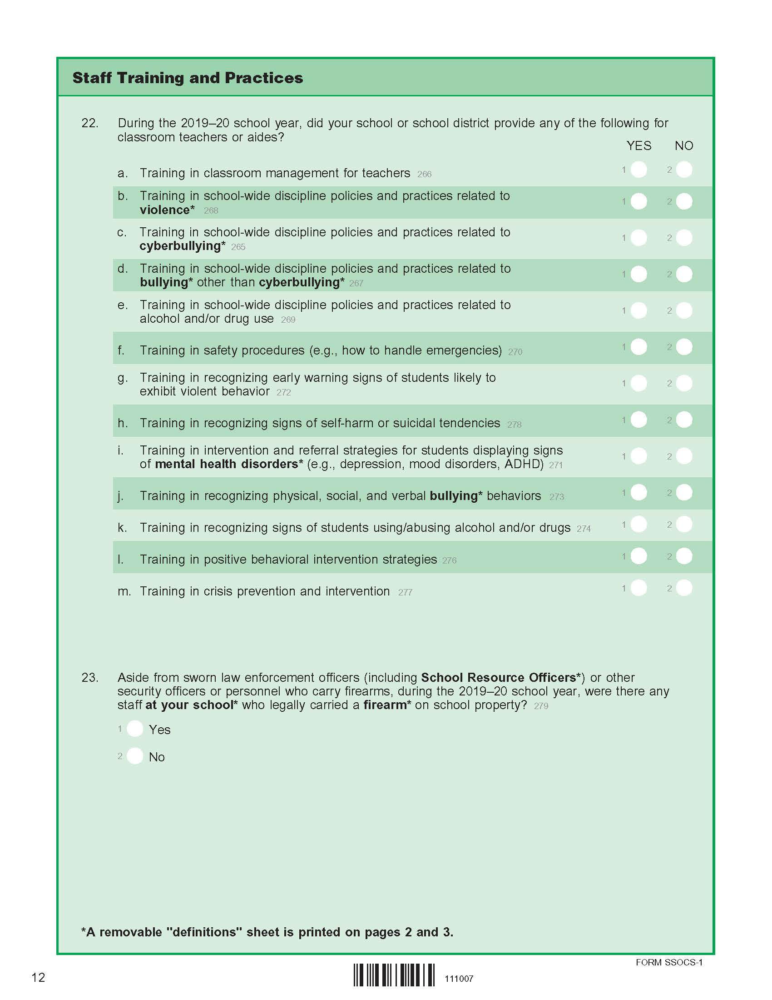 Staff Training and Practices
22. During the 2019–20 school year, did your school or school district provide any of the following for
classroom teachers or aides?
YES NO
a. Training in classroom management for teachers 266 1 2
b. Training in school-wide discipline policies and practices related to
violence* 268 1 2
c. Training in school-wide discipline policies and practices related to
cyberbullying* 265 1 2
d. Training in school-wide discipline policies and practices related to
bullying* other than cyberbullying* 267 1 2
e. Training in school-wide discipline policies and practices related to
alcohol and/or drug use 269 1 2
f. Training in safety procedures (e.g., how to handle emergencies) 270 1 2
g. Training in recognizing early warning signs of students likely to
exhibit violent behavior 272 1 2
h. Training in recognizing signs of self-harm or suicidal tendencies 278 1 2
i. Training in intervention and referral strategies for students displaying signs
of mental health disorders* (e.g., depression, mood disorders, ADHD) 271 1 2
j. Training in recognizing physical, social, and verbal bullying* behaviors 273 1 2
k. Training in recognizing signs of students using/abusing alcohol and/or drugs 274 1 2
l. Training in positive behavioral intervention strategies 276 1 2
m. Training in crisis prevention and intervention 277 1 2
23. Aside from sworn law enforcement officers (including School Resource Officers*) or other
security officers or personnel who carry firearms, during the 2019–20 school year, were there any
staff at your school* who legally carried a firearm* on school property? 279
1 Yes
2 No
*A removable "definitions" sheet is printed on pages 2 and 3.
FORM SSOCS-1
12 111007